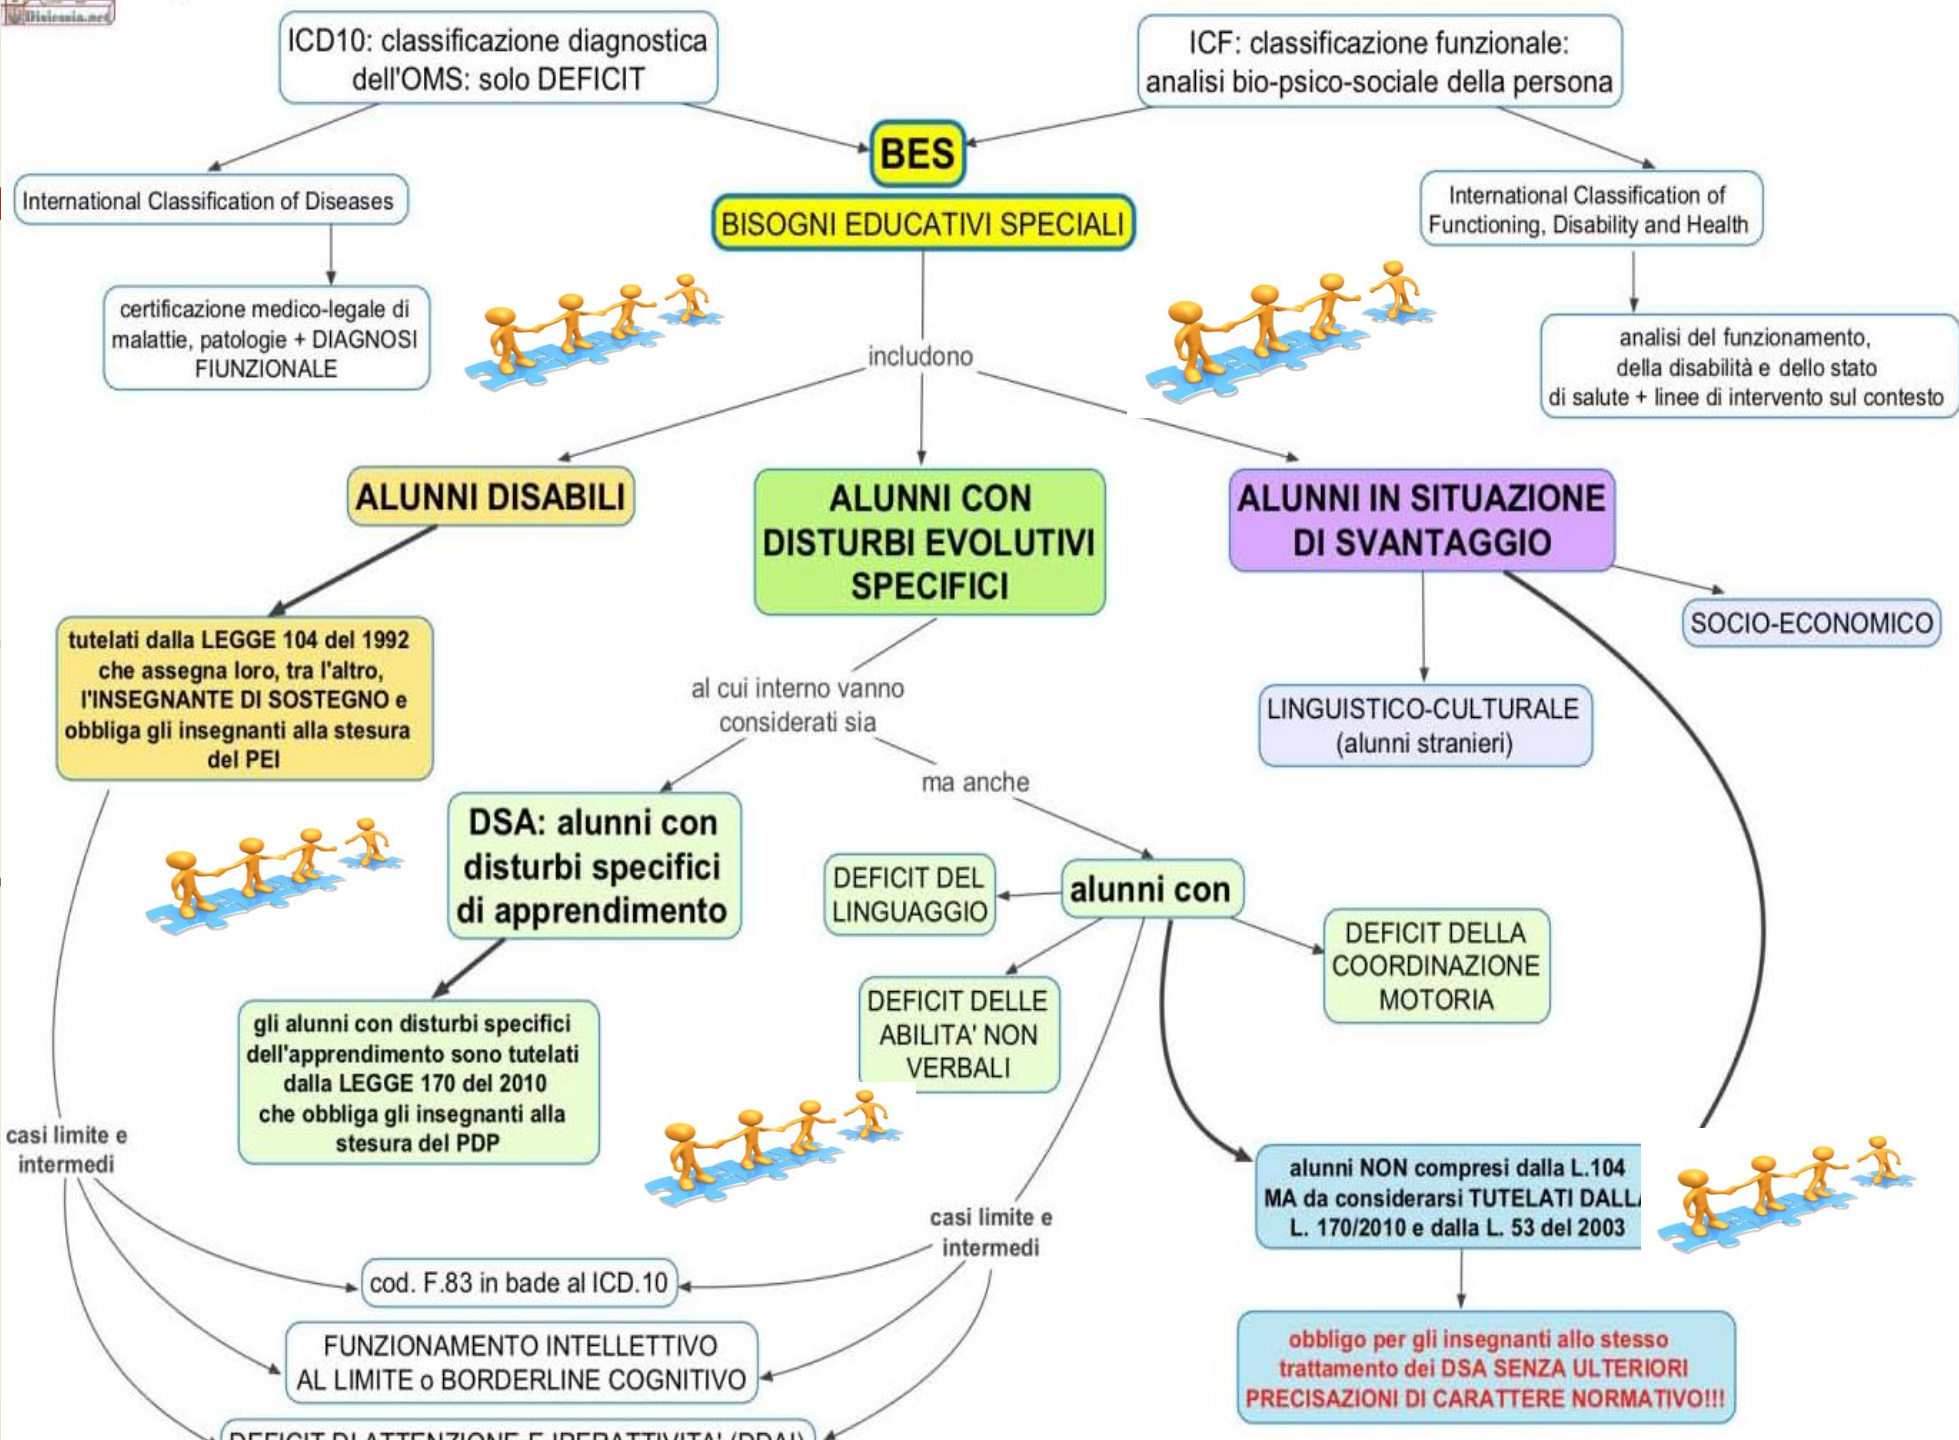 Dislessia.net
ICD10: classificazione diagnostica
dell'OMS: solo DEFICIT
ICF: classificazione funzionale:
analisi bio-psico-sociale della persona
BES
International Classification of Diseases
BISOGNI EDUCATIVI SPECIALI
International Classification of
Functioning, Disability and Health
certificazione medico-legale di
malattie, patologie + DIAGNOSI
FIUNZIONALE
analisi del funzionamento,
della disabilità e dello stato
di salute + linee di intervento sul contesto
includono
ALUNNI DISABILI
ALUNNI CON
DISTURBI EVOLUTIVI
SPECIFICI
ALUNNI IN SITUAZIONE
DI SVANTAGGIO
SOCIO-ECONOMICO
tutelati dalla LEGGE 104 del 1992
che assegna loro, tra l'altro,
l'INSEGNANTE DI SOSTEGNO e
obbliga gli insegnanti alla stesura
del PEI
al cui interno vanno
considerati sia
LINGUISTICO-CULTURALE
(alunni stranieri)
ma anche
DSA: alunni con
disturbi specifici
di apprendimento
DEFICIT DEL
LINGUAGGIO
alunni con
DEFICIT DELLA
COORDINAZIONE
MOTORIA
DEFICIT DELLE
ABILITA' NON
VERBALI
gli alunni con disturbi specifici
dell'apprendimento sono tutelati
dalla LEGGE 170 del 2010
che obbliga gli insegnanti alla
stesura del PDP
casi limite e
intermedi
alunni NON compresi dalla L.104
MA da considerarsi TUTELATI DALLA
L. 170/2010 e dalla L. 53 del 2003
casi limite e
intermedi
cod. F.83 in bade al ICD.10
FUNZIONAMENTO INTELLETTIVO
AL LIMITE o BORDERLINE COGNITIVO
obbligo per gli insegnanti allo stesso
trattamento dei DSA SENZA ULTERIORI
PRECISAZIONI DI CARATTERE NORMATIVO!!!
DEFICIT DI ATTENZIONE E IPERATTIVITA' (DDAI)